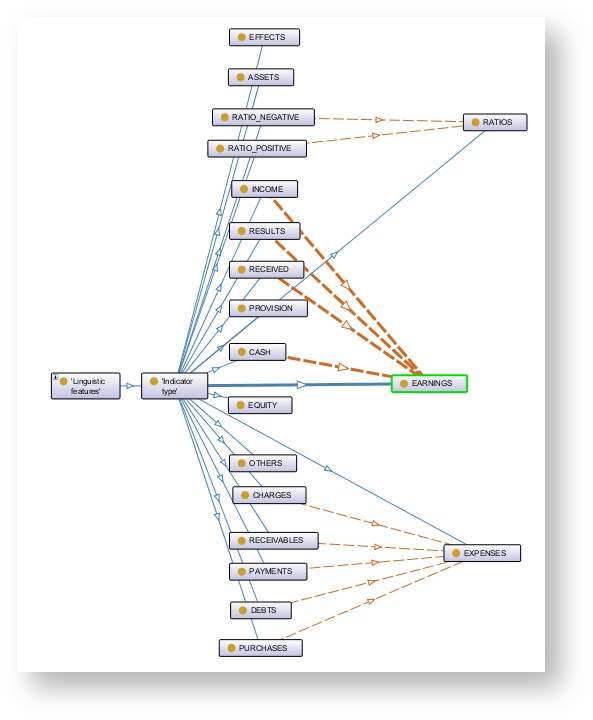 EFFECTS
ASSETS
RATIO_NEGATIVE
RATIOS
RATIO_POSITIVE
INCOME
RESULTS
RECEIVED
PROVISION
CASH
'Linguistic
features'
'Indicator
type'
EARNINGS
EQUITY
OTHERS
CHARGES
RECEIVABLES
EXPENSES
PAYMENTS
DEBTS
PURCHASES